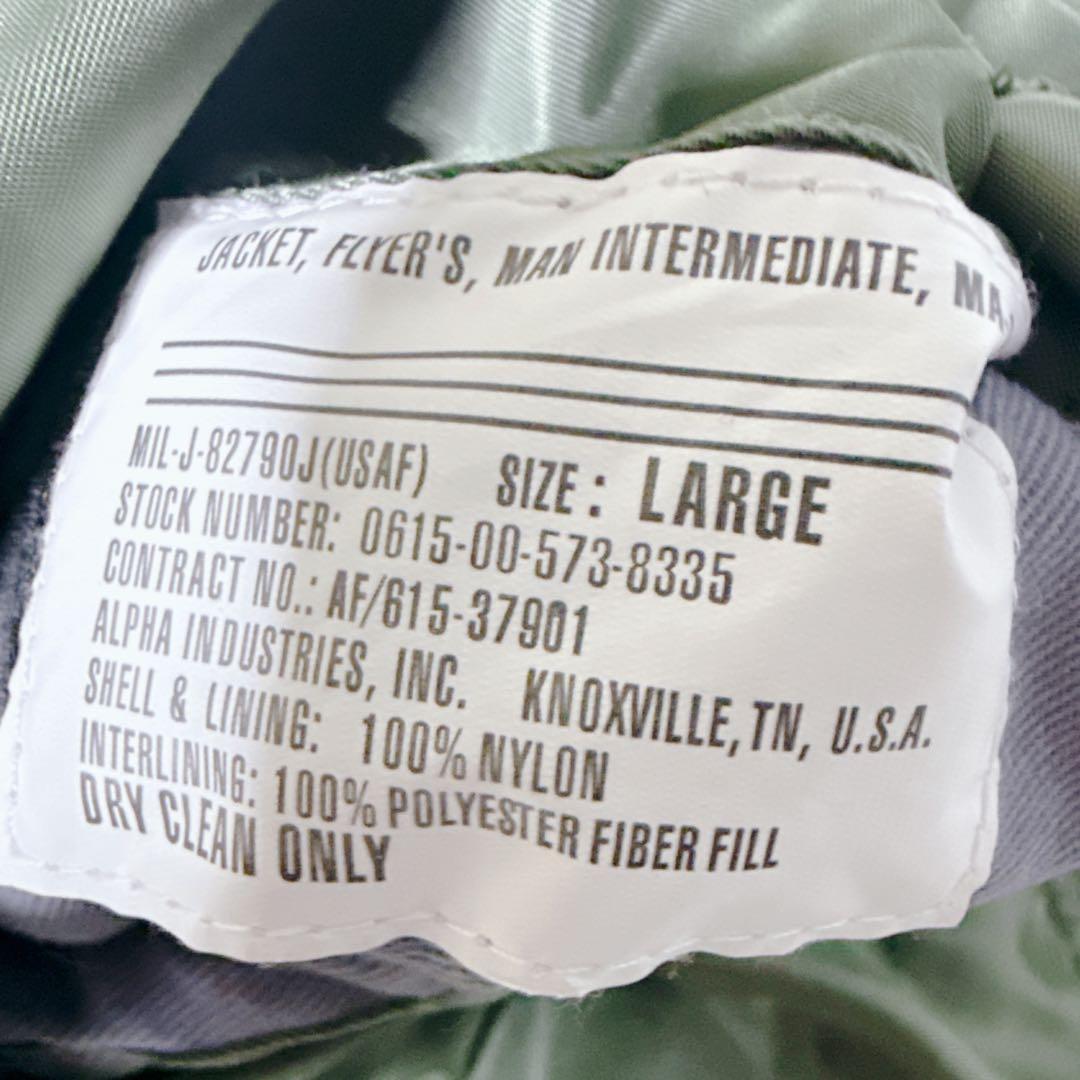 JACKET, FLYER'S, MAN INTERMEDIATE, MA-
MIL-J-82790J(USAF) SIZE: LARGE
STOCK NUMBER: 0615-00-573-8335
CONTRACT NO.: AF/615-37901
ALPHA INDUSTRIES, INC. KNOXVILLE, TN, U.S.A.
SHELL & LINING: 100% NYLON
INTERLINING: 100% POLYESTER FIBER FILL
DRY CLEAN ONLY